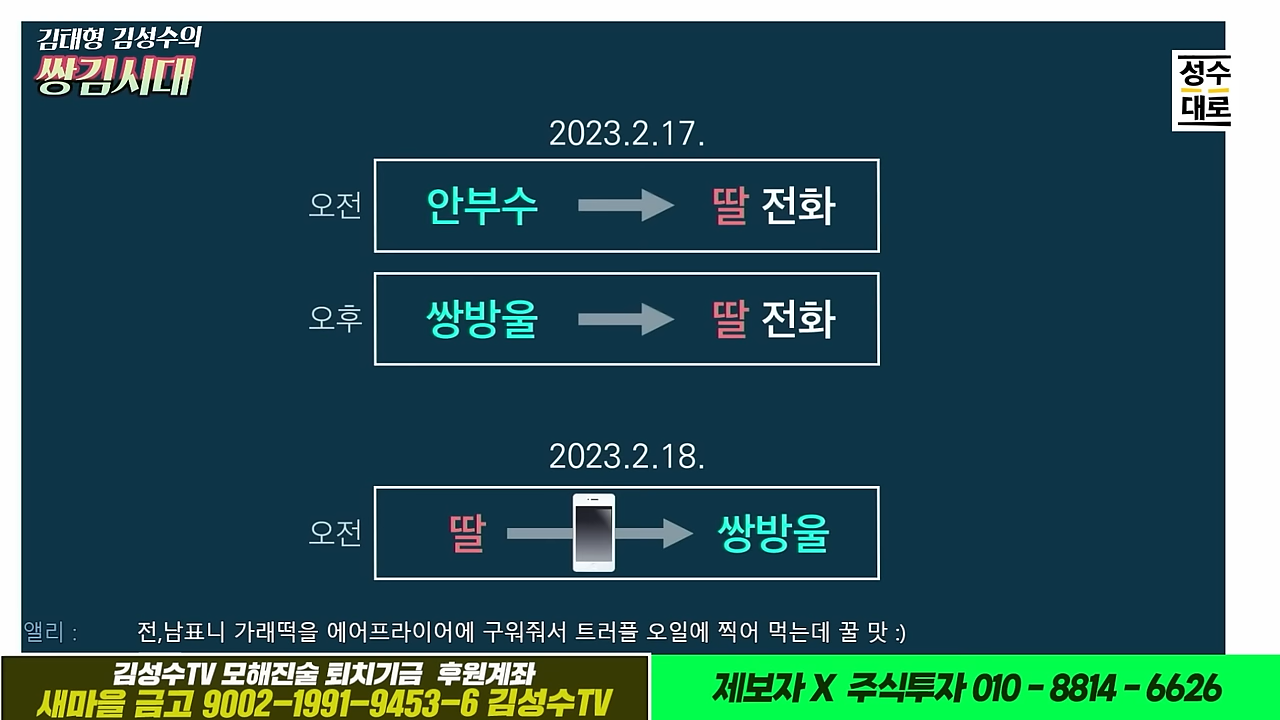 김태형 김성수의
쌍김시대
성수
대로
2023.2.17.
오전 안부수 딸 전화
오후 쌍방울 딸 전화
2023.2.18.
오전 딸 쌍방울
앨리 : 전,남표니 가래떡을 에어프라이어에 구워줘서 트러플 오일에 찍어 먹는데 꿀 맛 :)
김성수TV 모해진술 퇴치기금 후원계좌
새마을 금고 9002-1991-9453-6 김성수TV
제보자 X 주식투자 010 - 8814 - 6626